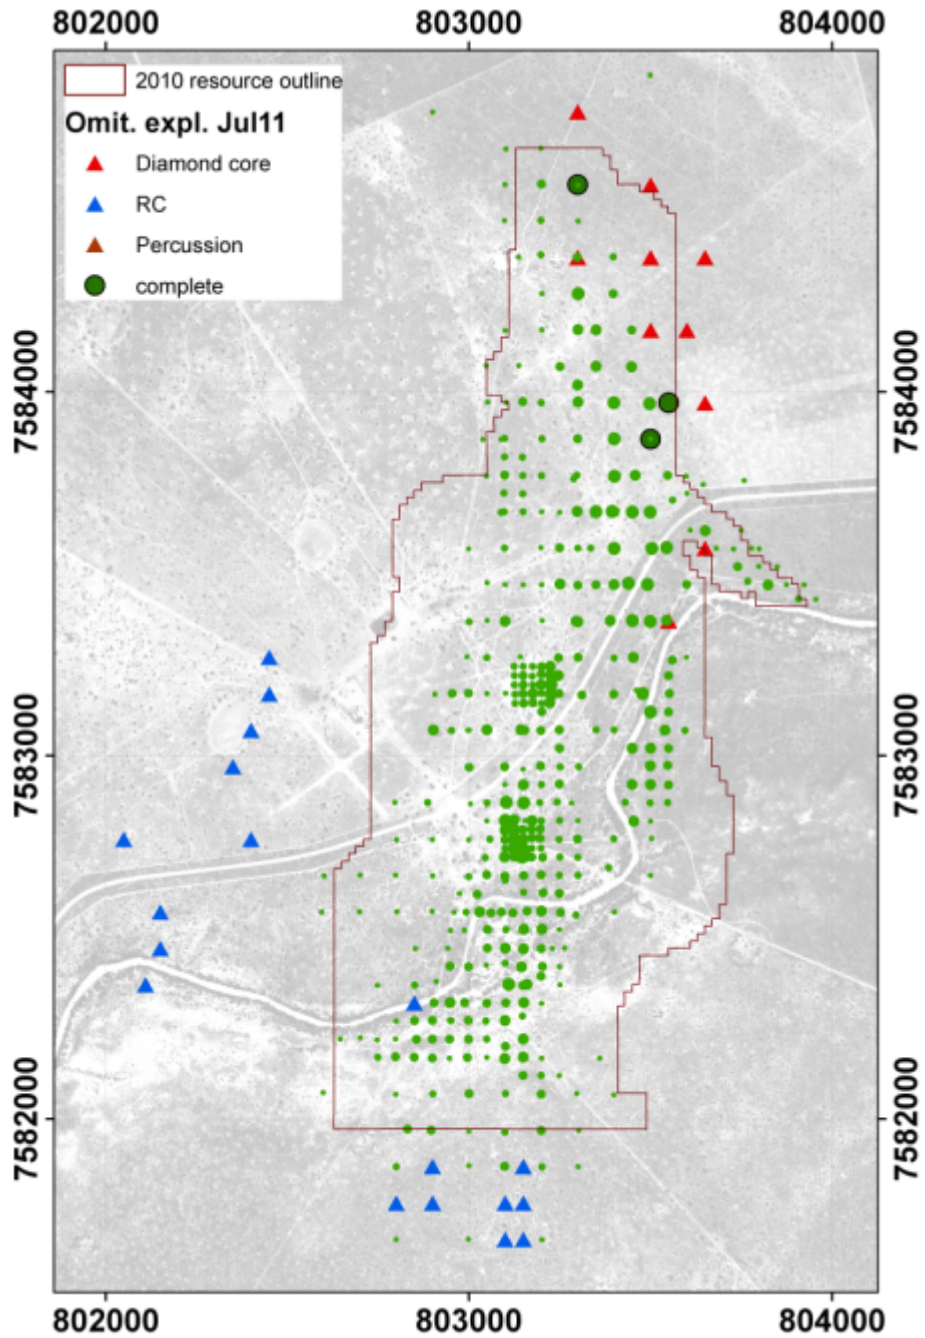 802000 803000 804000
2010 resource outline
Omit. expl. Jul11
Diamond core
RC
Percussion
complete
7584000 7584000
7583000 7583000
7582000 7582000
802000 803000 804000